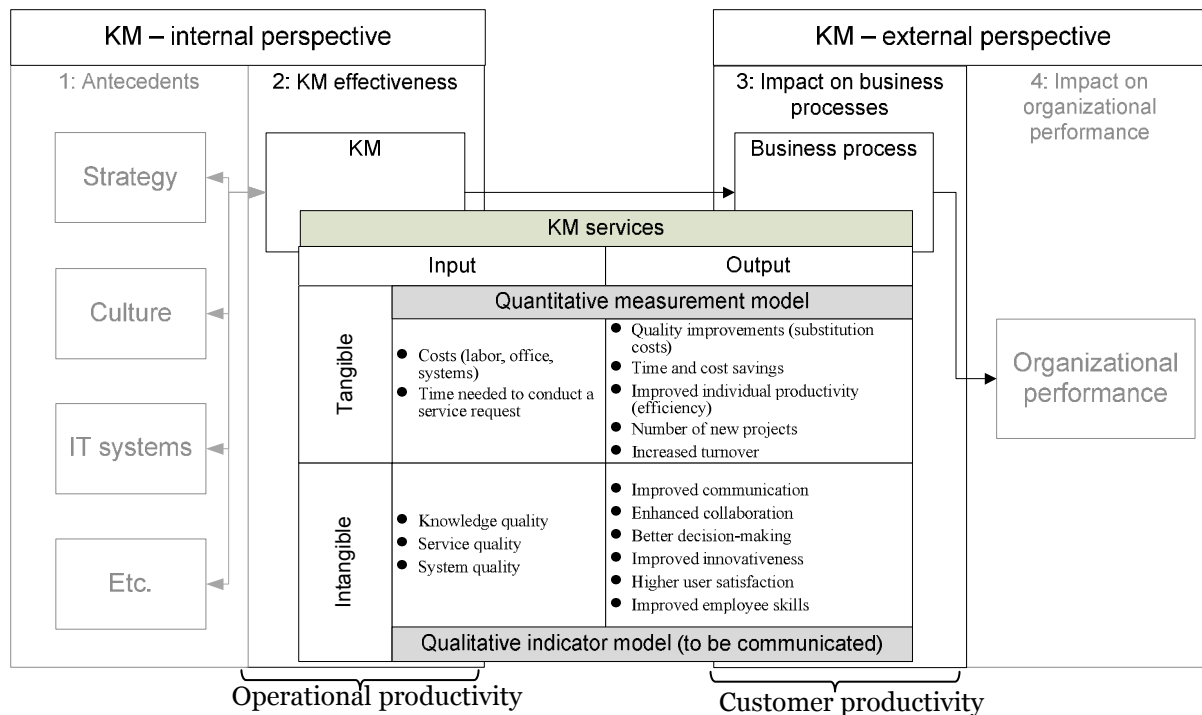 KM – internal perspective
KM – external perspective
1: Antecedents
2: KM effectiveness
3: Impact on business
processes
4: Impact on
organizational
performance
Strategy
Culture
IT systems
Etc.
KM
Business process
KM services
Input
Output
Quantitative measurement model
Tangible
● Costs (labor, office,
systems)
● Time needed to conduct a
service request
● Quality improvements (substitution
costs)
● Time and cost savings
● Improved individual productivity
(efficiency)
● Number of new projects
● Increased turnover
Intangible
● Knowledge quality
● Service quality
● System quality
● Improved communication
● Enhanced collaboration
● Better decision-making
● Improved innovativeness
● Higher user satisfaction
● Improved employee skills
Qualitative indicator model (to be communicated)
Organizational
performance
Operational productivity
Customer productivity